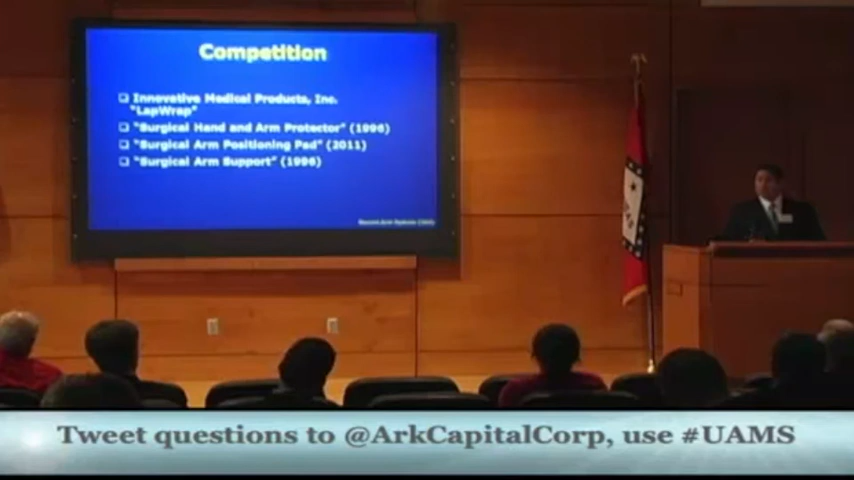 Competition
Innovative Medical Products, Inc.
"LapWrap"
"Surgical Hand and Arm Protector" (1996)
"Surgical Arm Positioning Pad" (2011)
"Surgical Arm Support" (1996)
Tweet questions to @ArkCapitalCorp, use #UAMS